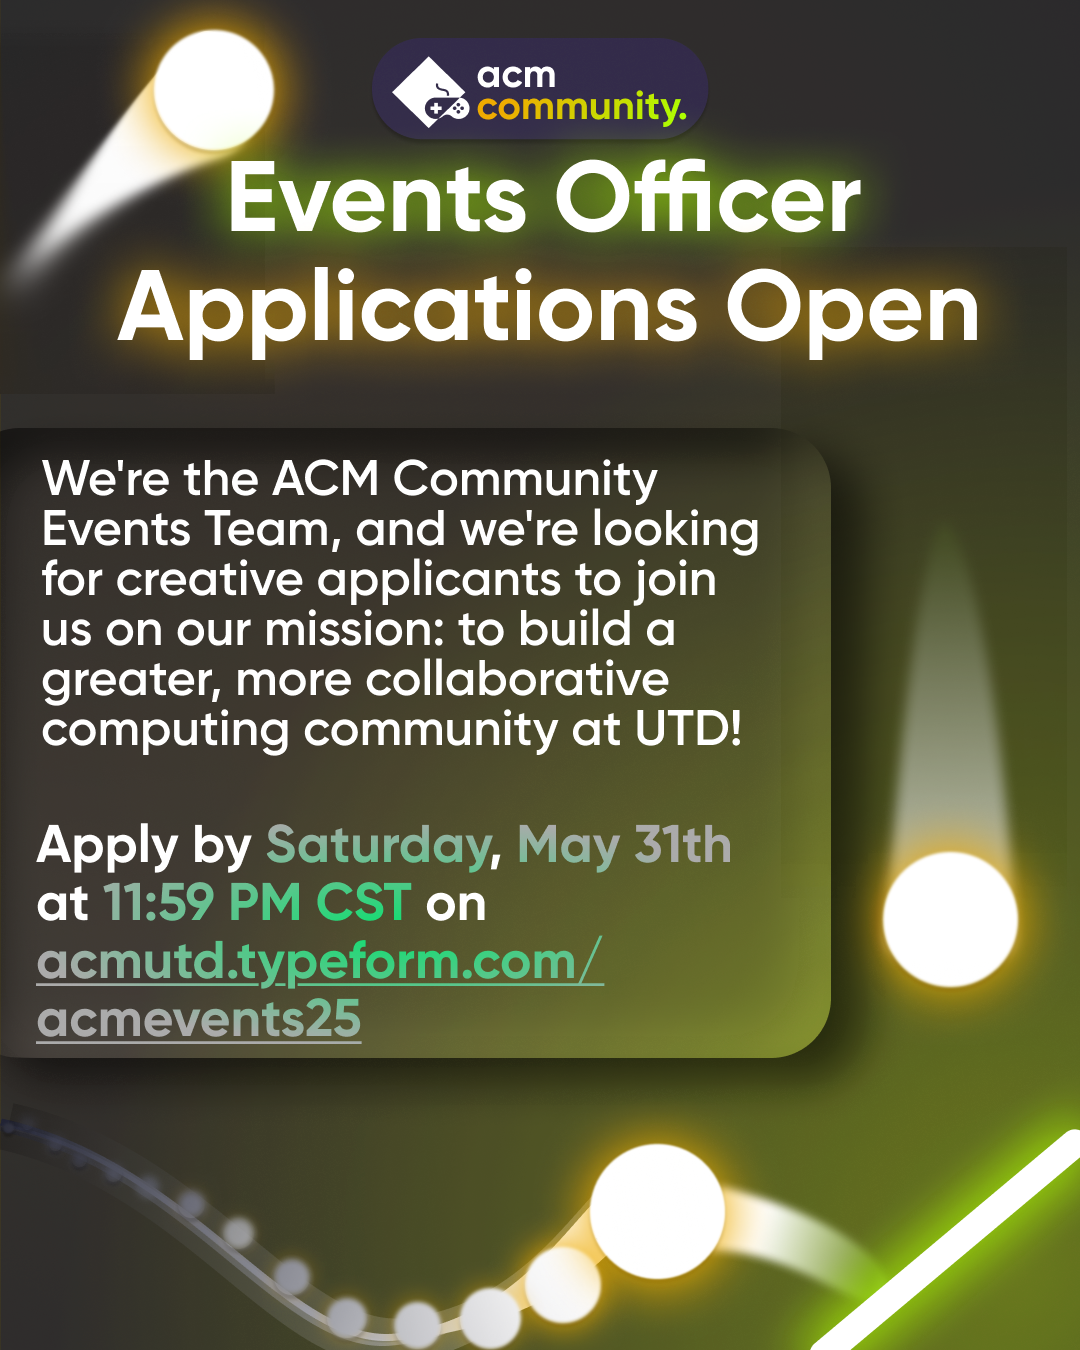 acm
community.
Events Officer
Applications Open
We're the ACM Community
Events Team, and we're looking
for creative applicants to join
us on our mission: to build a
greater, more collaborative
computing community at UTD!
Apply by Saturday, May 31th
at 11:59 PM CST on
acmutd.typeform.com/
acmevents25